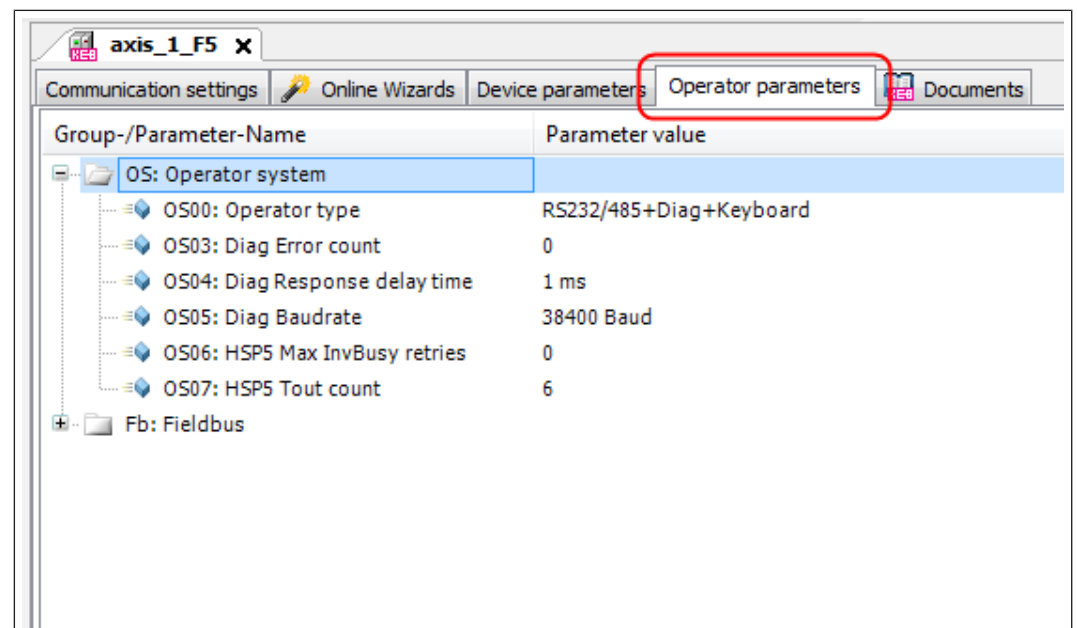 axis_1_F5 x
Communication settings Online Wizards Device parameters Operator parameters KEB Documents
Group-/Parameter-Name Parameter value
OS: Operator system
OS00: Operator type RS232/485+Diag+Keyboard
OS03: Diag Error count 0
OS04: Diag Response delay time 1 ms
OS05: Diag Baudrate 38400 Baud
OS06: HSP5 Max InvBusy retries 0
OS07: HSP5 Tout count 6
Fb: Fieldbus